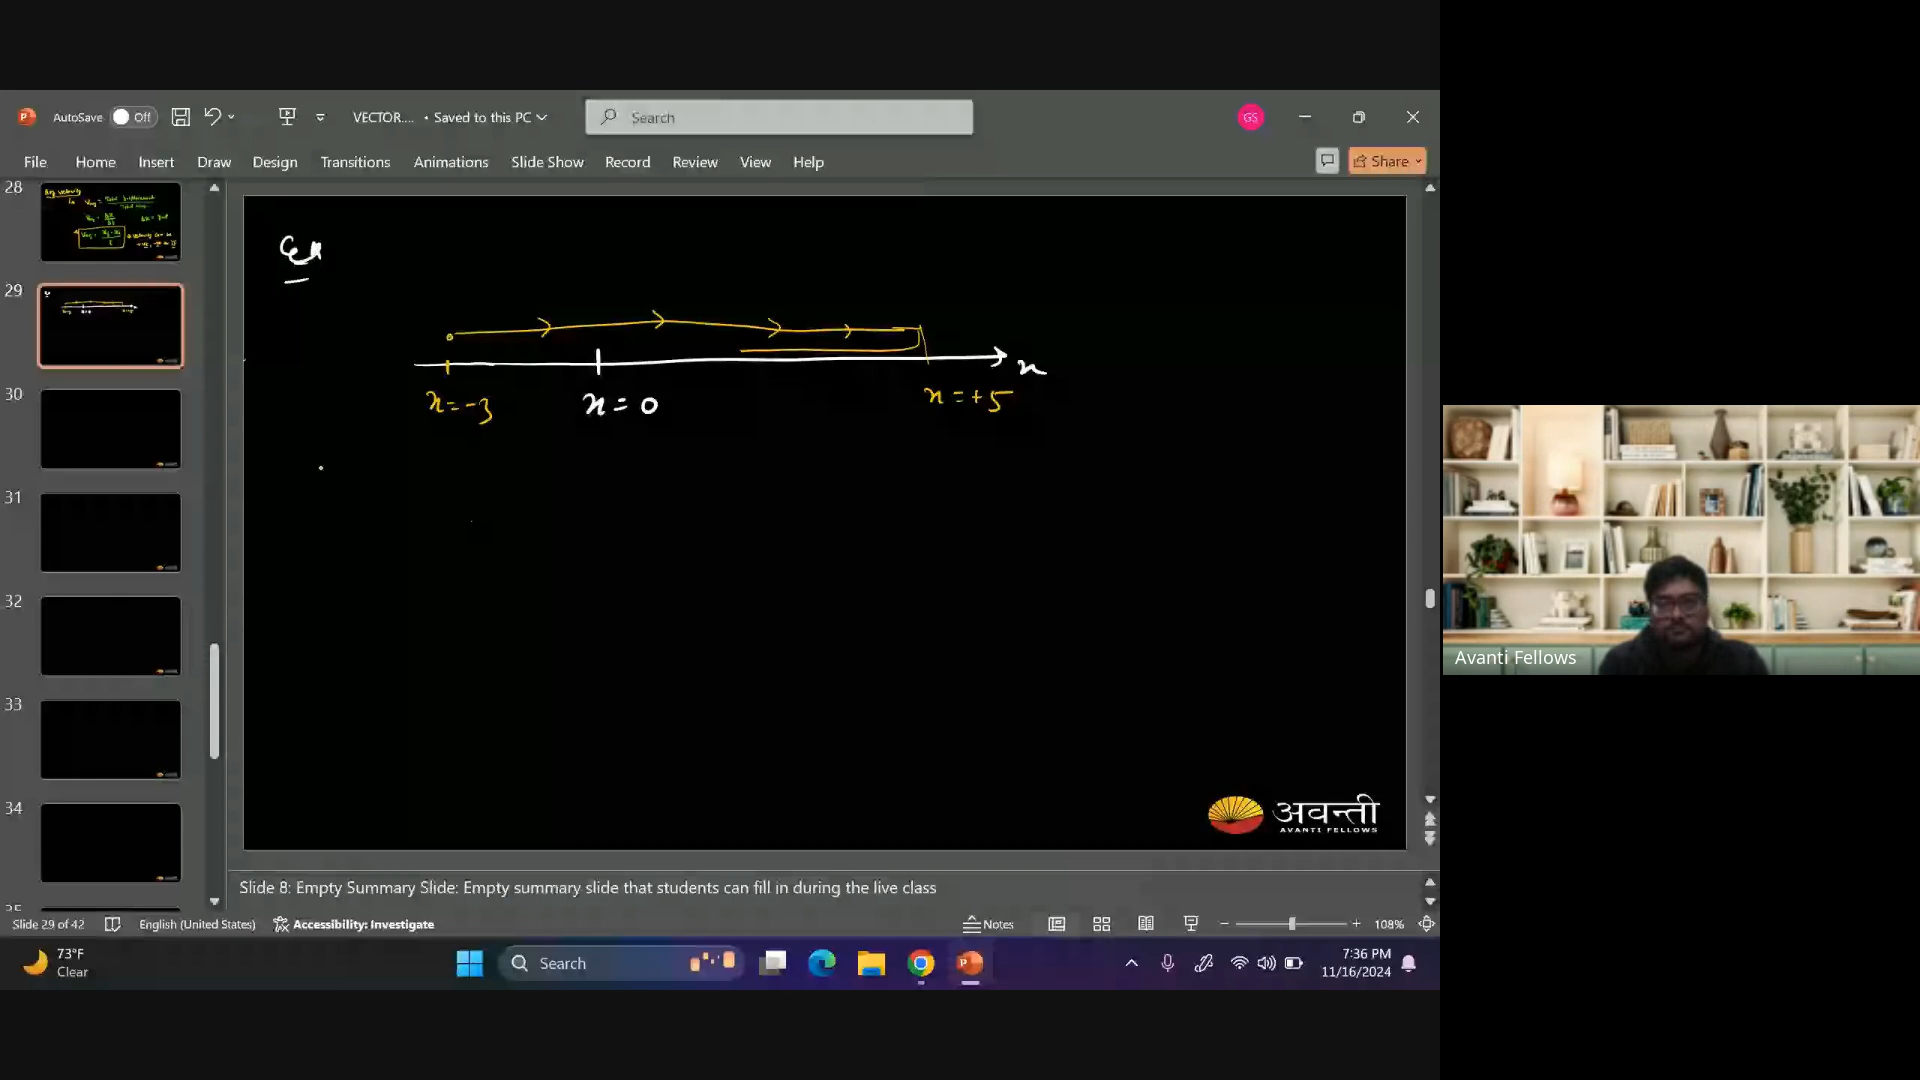 AutoSave Off VECTOR.... • Saved to this PC Search GS
File Home Insert Draw Design Transitions Animations Slide Show Record Review View Help Share
28
29
30
31
32
33
34
Ex
x
x=-3 x=0 x=+5
अवन्ती
AVANTI FELLOWS
Avanti Fellows
Slide 8: Empty Summary Slide: Empty summary slide that students can fill in during the live class
Slide 29 of 42 English (United States) Accessibility: Investigate Notes 108%
73°F
Clear
Search
7:36 PM
11/16/2024